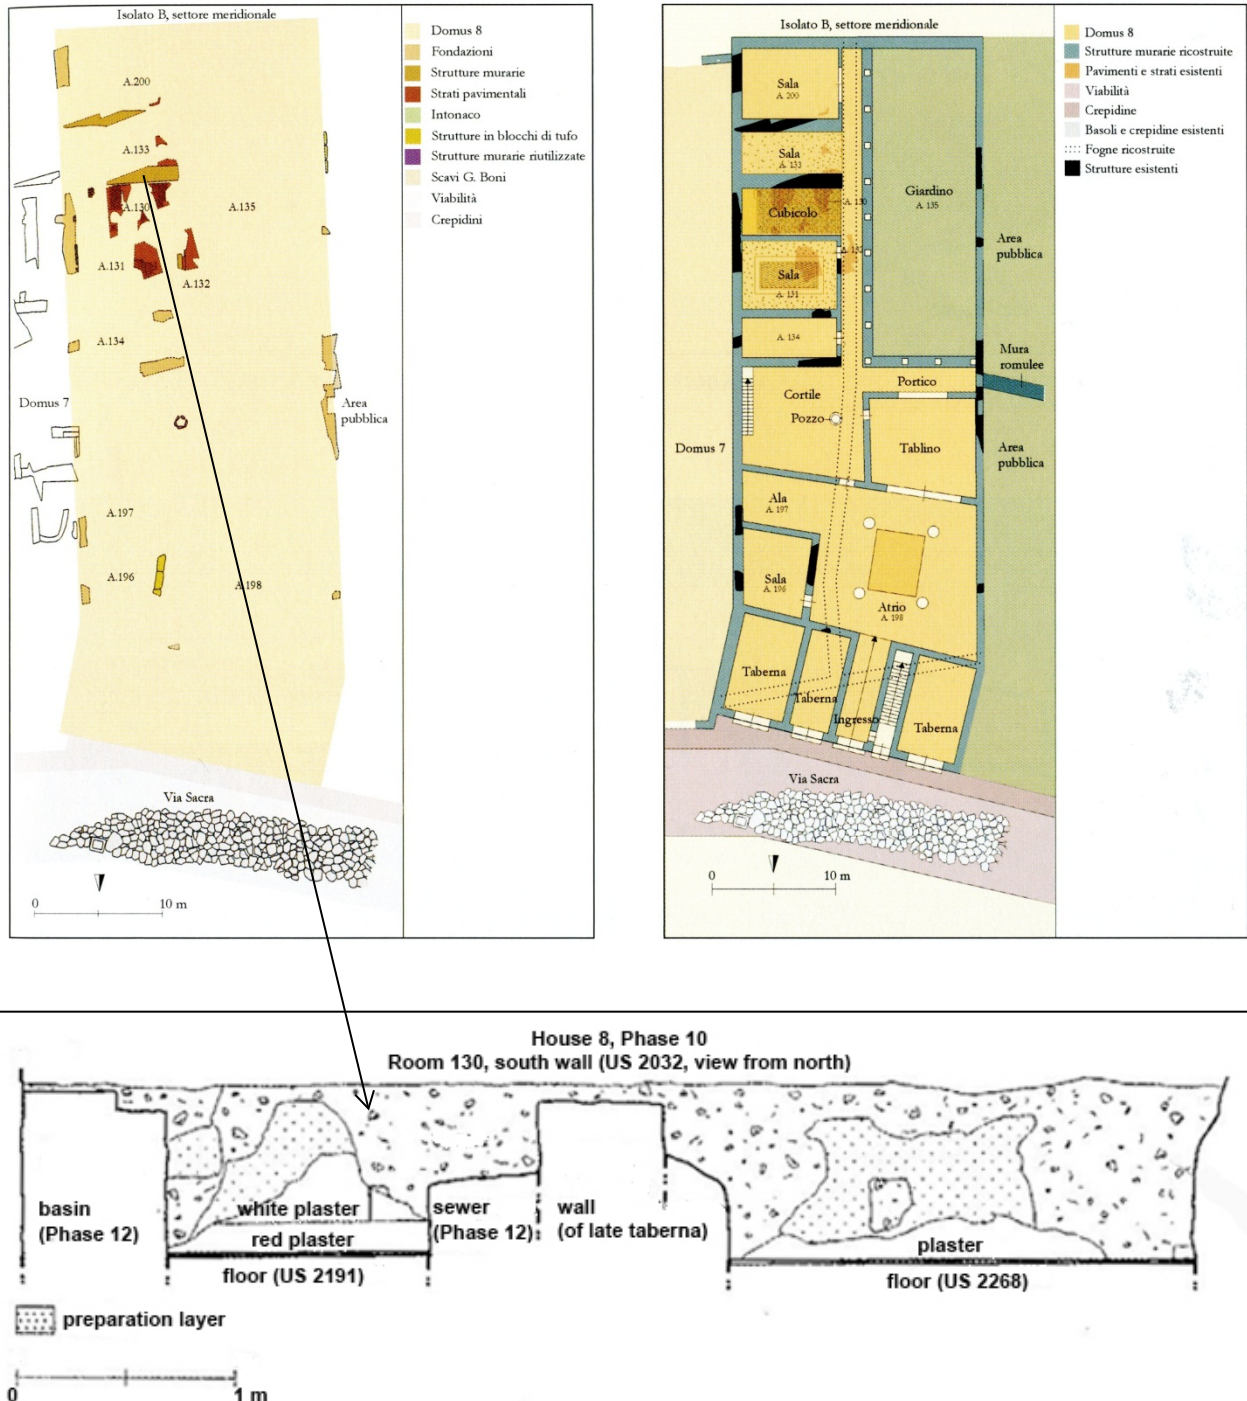 Isolato B, settore meridionale
A.200
A.133
A.130
A.135
A.131
A.132
A.134
Domus 7
Area
pubblica
A.197
A.196
A.198
Via Sacra
0
10 m
Domus 8
Fondazioni
Strutture murarie
Strati pavimentali
Intonaco
Strutture in blocchi di tufo
Strutture murarie riutilizzate
Scavi G. Boni
Viabilità
Crepidini
Isolato B, settore meridionale
Sala
A. 200
Sala
A. 133
Cubicolo
A. 130
Giardino
A. 135
A. 132
Sala
A. 131
A. 134
Area
pubblica
Mura
romulee
Portico
Cortile
Pozzo
Tablino
Domus 7
Area
pubblica
Ala
A. 197
Sala
A. 196
Atrio
A. 198
Taberna
Taberna
Ingresso
Taberna
Via Sacra
0
10 m
Domus 8
Strutture murarie ricostruite
Pavimenti e strati esistenti
Viabilità
Crepidine
Basoli e crepidine esistenti
Fogne ricostruite
Strutture esistenti
House 8, Phase 10
Room 130, south wall (US 2032, view from north)
basin
(Phase 12)
white plaster
red plaster
floor (US 2191)
sewer
(Phase 12)
wall
(of late taberna)
plaster
floor (US 2268)
preparation layer
0
1 m